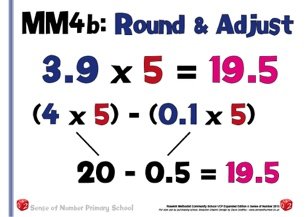 MM4b: Round & Adjust
3.9 x 5 = 19.5
(4 x 5) - (0.1 x 5)
20 - 0.5 = 19.5
Sense of Number Primary School